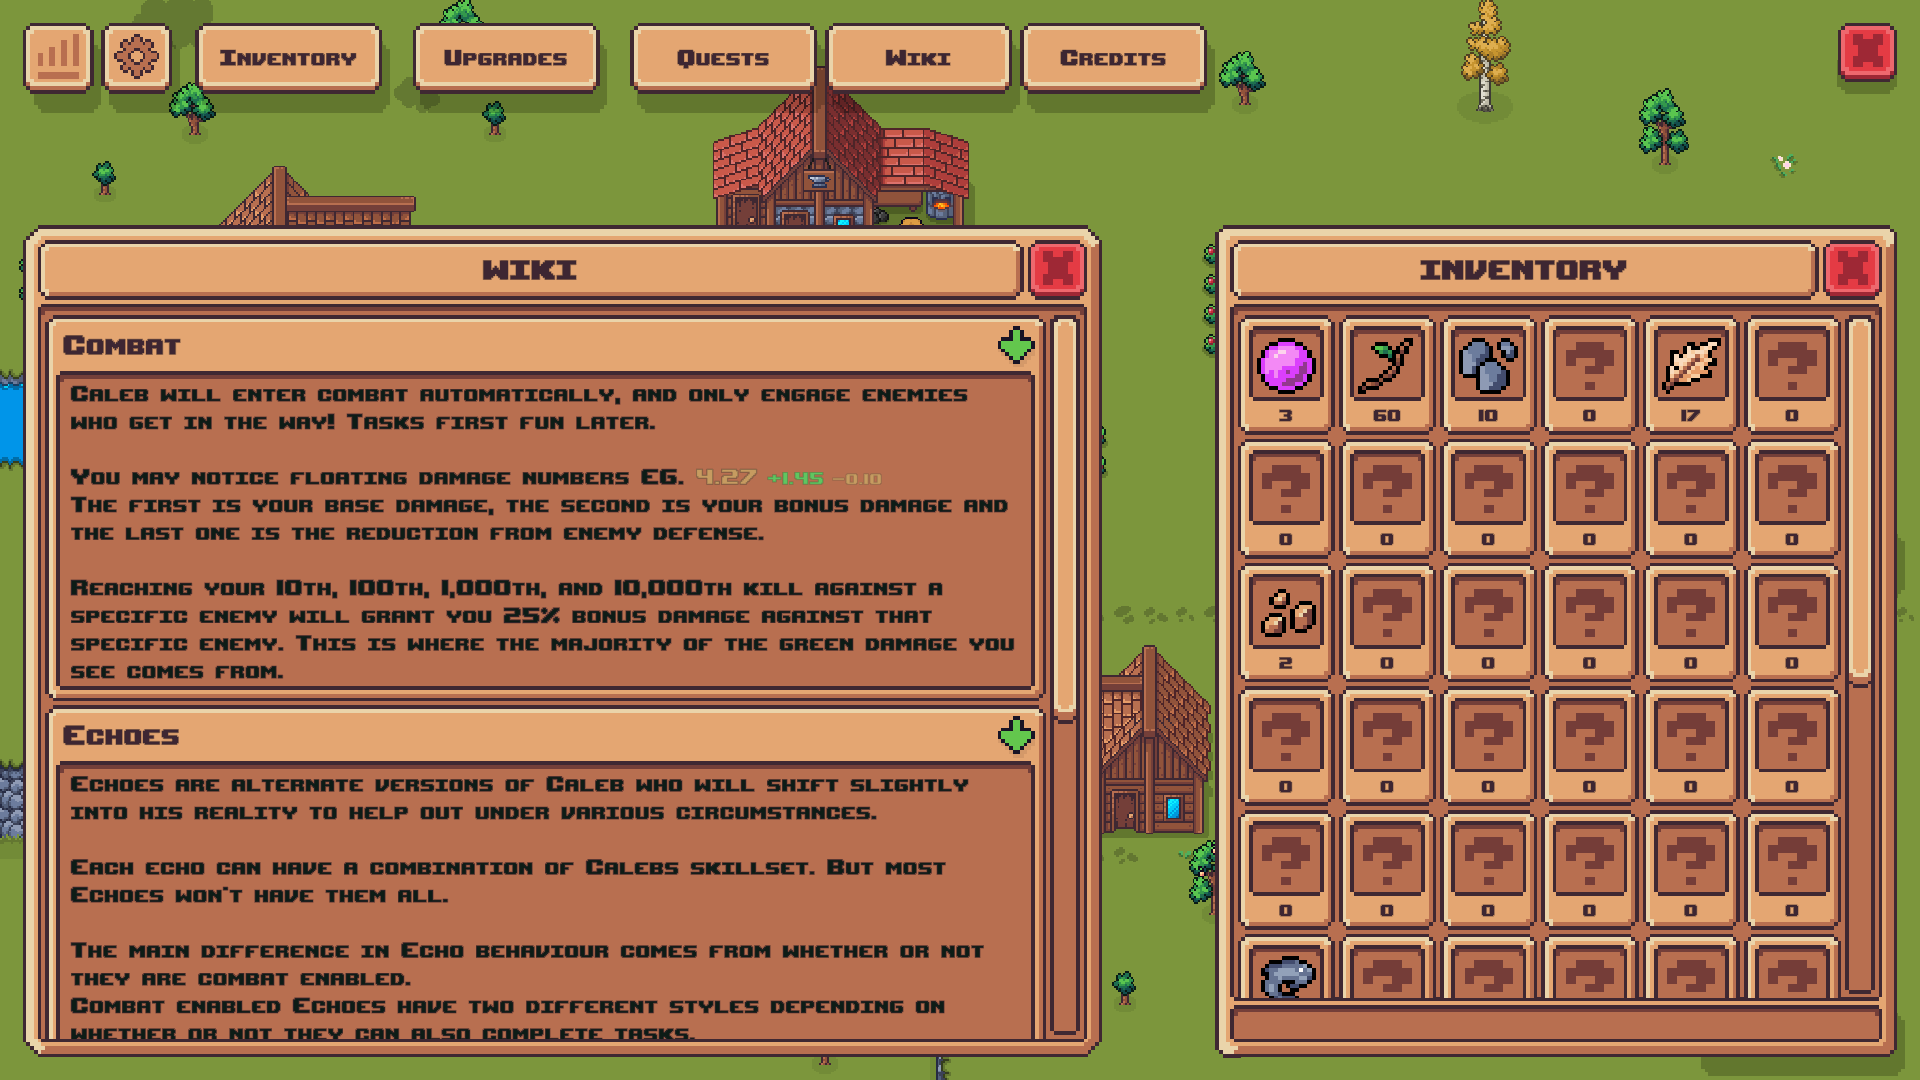 Inventory
Upgrades
Quests
Wiki
Credits
WIKI
Combat
Caleb will enter combat automatically, and only engage enemies
who get in the way! Tasks first fun later.
You may notice floating damage numbers EG. 4.27 +1.45 -0.10
The first is your base damage, the second is your bonus damage and
the last one is the reduction from enemy defense.
Reaching your 10th, 100th, 1,000th, and 10,000th kill against a
specific enemy will grant you 25% bonus damage against that
specific enemy. This is where the majority of the green damage you
see comes from.
Echoes
Echoes are alternate versions of Caleb who will shift slightly
into his reality to help out under various circumstances.
Each echo can have a combination of Calebs skillset. But most
Echoes won't have them all.
The main difference in Echo behaviour comes from whether or not
they are combat enabled.
Combat enabled Echoes have two different styles depending on
whether or not they can also complete tasks.
INVENTORY
3 60 10 0 17 0
0 0 0 0 0 0
2 0 0 0 0 0
0 0 0 0 0 0
0 0 0 0 0 0